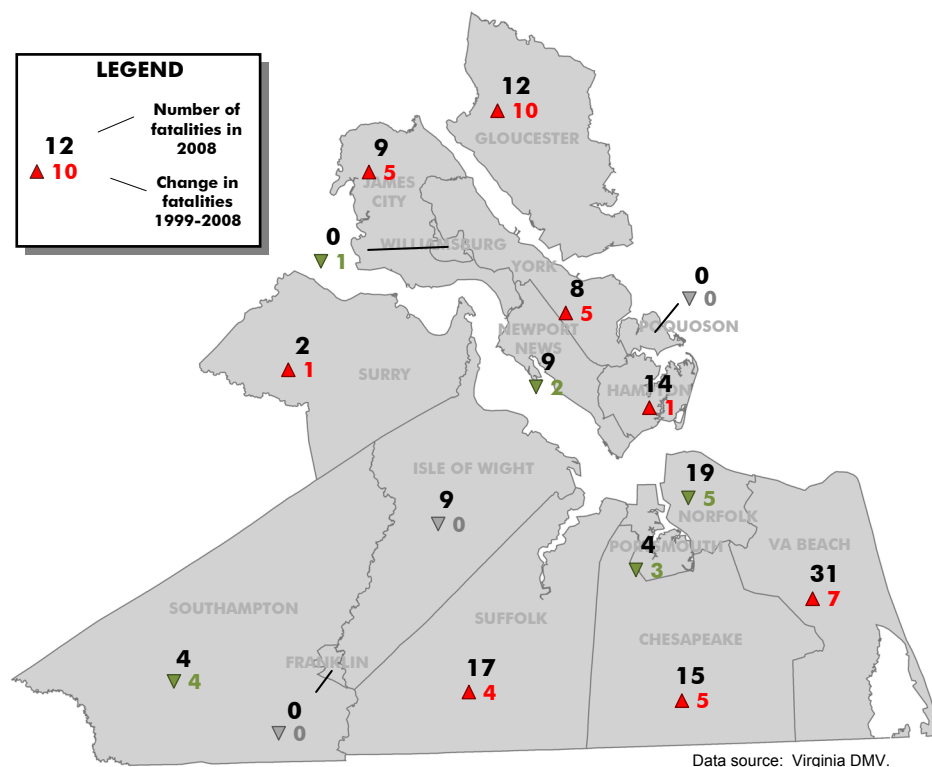 LEGEND
12
▲ 10
Number of
fatalities in
2008
Change in
fatalities
1999-2008
12
▲ 10
GLOUCESTER
9
▲ 5
JAMES
CITY
0
▼ 1
WILLIAMSBURG
YORK
8
▲ 5
0
▼ 0
POQUOSON
NEWPORT
NEWS
9
▼ 2
2
▲ 1
SURRY
14
HAMPTON
▲ 1
ISLE OF WIGHT
9
▼ 0
19
▼ 5
NORFOLK
4
PORTSMOUTH
▼ 3
VA BEACH
31
▲ 7
SOUTHAMPTON
4
▼ 4
FRANKLIN
0
▼ 0
SUFFOLK
17
▲ 4
CHESAPEAKE
15
▲ 5
Data source: Virginia DMV.